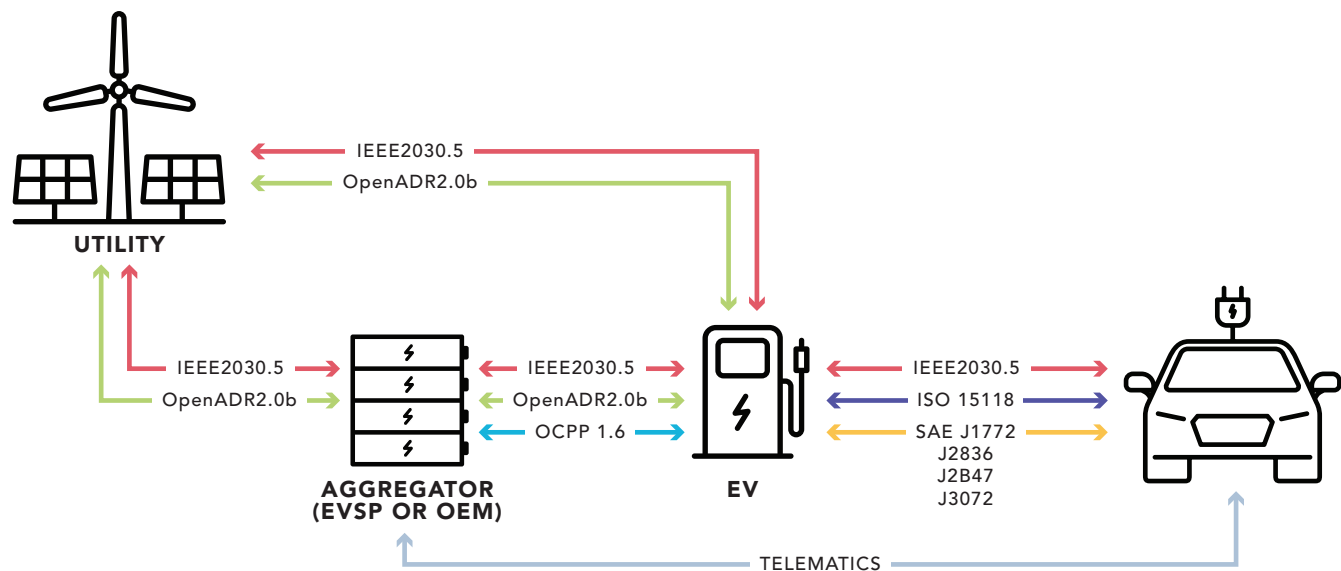 IEEE2030.5
OpenADR2.0b
UTILITY
IEEE2030.5
OpenADR2.0b
IEEE2030.5
OpenADR2.0b
OCPP 1.6
IEEE2030.5
ISO 15118
SAE J1772
J2836
J2B47
J3072
AGGREGATOR
(EVSP OR OEM)
EV
TELEMATICS